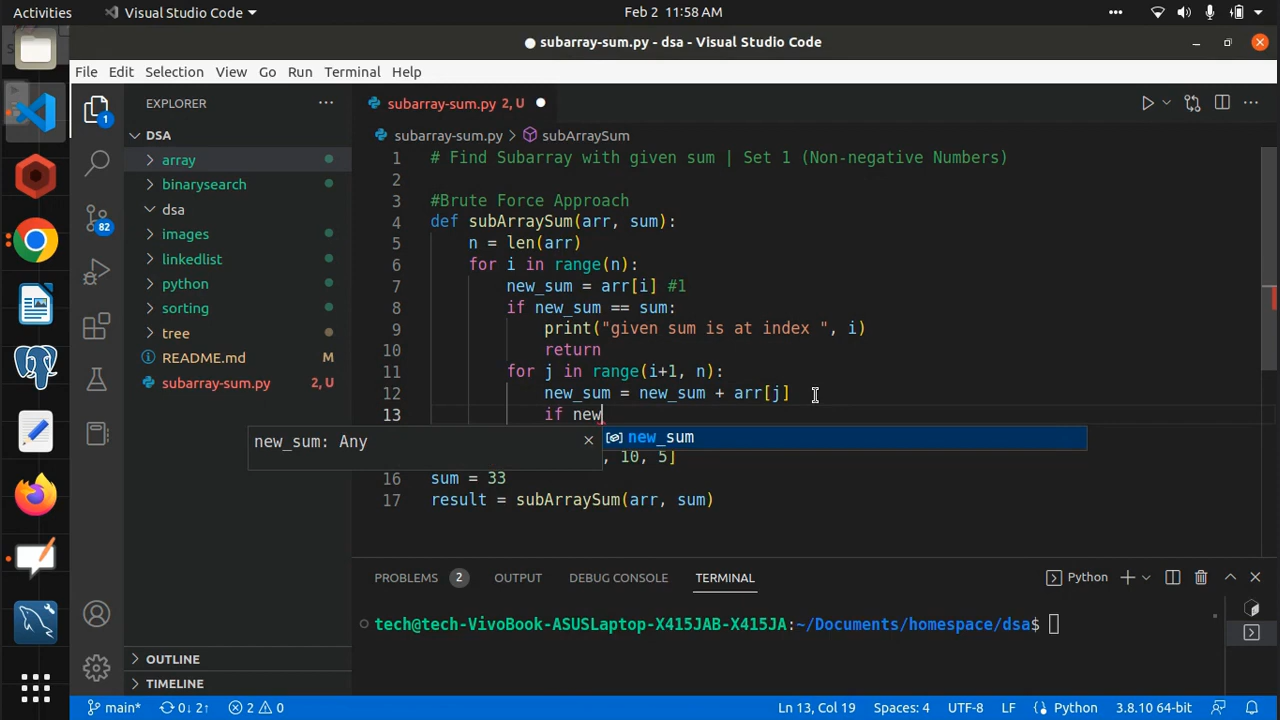 Activities
Visual Studio Code
Feb 2 11:58 AM
subarray-sum.py - dsa - Visual Studio Code
File Edit Selection View Go Run Terminal Help
EXPLORER
subarray-sum.py 2, U
DSA
array
binarysearch
dsa
images
linkedlist
python
sorting
tree
README.md M
subarray-sum.py 2, U
OUTLINE
TIMELINE
1
82
subarray-sum.py > subArraySum
1 # Find Subarray with given sum | Set 1 (Non-negative Numbers)
2
3 #Brute Force Approach
4 def subArraySum(arr, sum):
5 n = len(arr)
6 for i in range(n):
7 new_sum = arr[i] #1
8 if new_sum == sum:
9 print("given sum is at index ", i)
10 return
11 for j in range(i+1, n):
12 new_sum = new_sum + arr[j]
13 if new
new_sum: Any
new_sum
, 10, 5]
16 sum = 33
17 result = subArraySum(arr, sum)
PROBLEMS 2 OUTPUT DEBUG CONSOLE TERMINAL
Python
tech@tech-VivoBook-ASUSLaptop-X415JAB-X415JA:~/Documents/homespace/dsa$
main* 0↓ 2↑ 2 0 Ln 13, Col 19 Spaces: 4 UTF-8 LF Python 3.8.10 64-bit